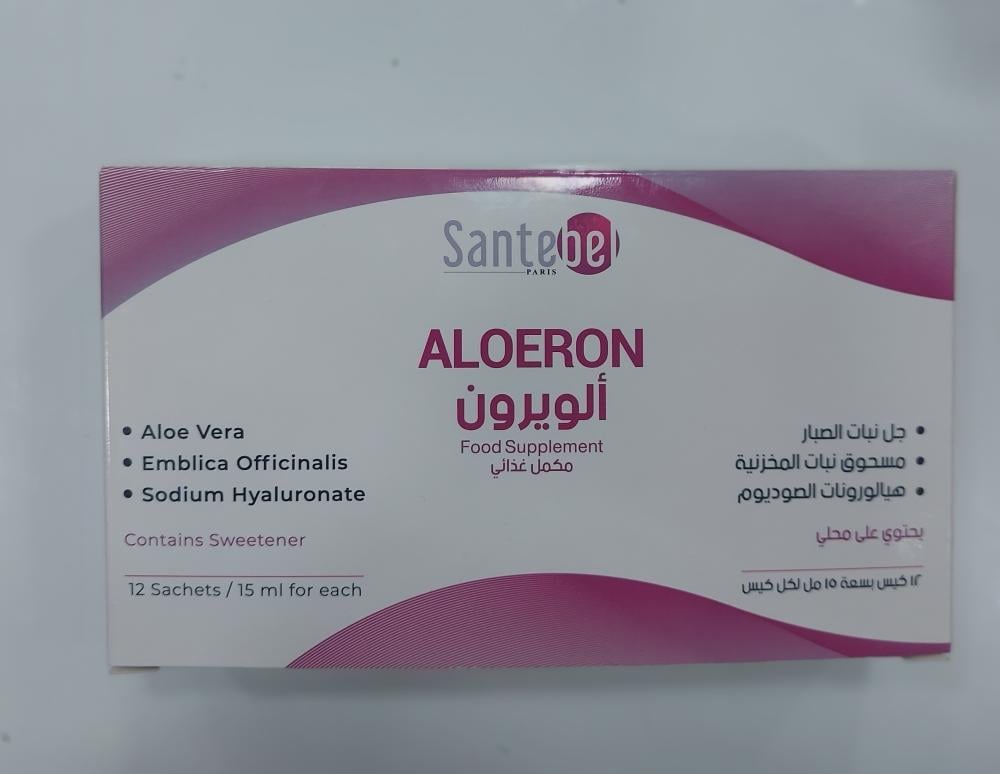 Santebe
PARIS
ALOERON
ألويرون
Food Supplement
مكمل غذائي
• Aloe Vera
• Emblica Officinalis
• Sodium Hyaluronate
Contains Sweetener
12 Sachets / 15 ml for each
• جل نبات الصبار
• مسحوق نبات المخزنية
• هيالورونات الصوديوم
يحتوي على محلي
١٢ كيس بسعة ١٥ مل لكل كيس